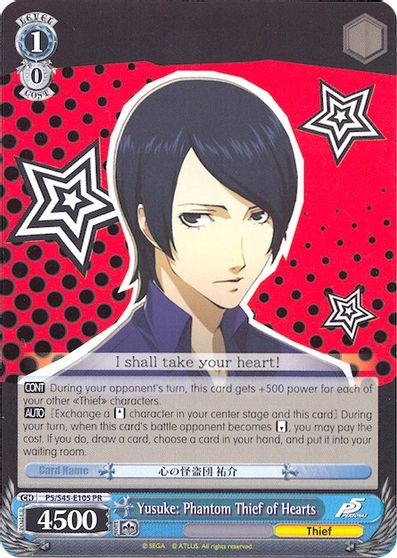 LEVEL
1
0
COST
I shall take your heart!
CONT During your opponent's turn, this card gets +500 power for each of
your other «Thief» characters.
AUTO [Exchange a [*] character in your center stage and this card] During your
turn, when this card's battle opponent becomes [↓], you may pay the
cost. If you do, draw a card, choose a card in your hand, and put it into your
waiting room.
Card Name
心の怪盗団 祐介
CH P5/S45-E105 PR
POWER
4500
SOUL
Yusuke: Phantom Thief of Hearts
P5
PERSONA5
Thief
© SEGA © ATLUS. All rights reserved.